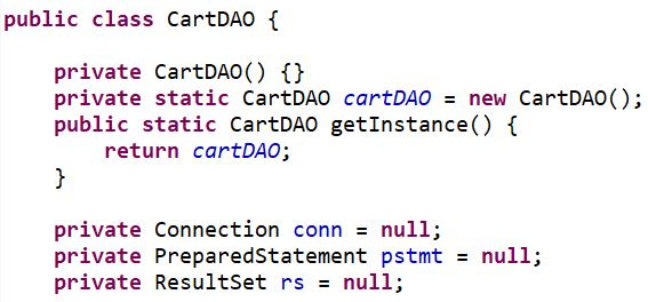 public class CartDAO {
private CartDAO() {}
private static CartDAO cartDAO = new CartDAO();
public static CartDAO getInstance() {
return cartDAO;
}
private Connection conn = null;
private PreparedStatement pstmt = null;
private ResultSet rs = null;